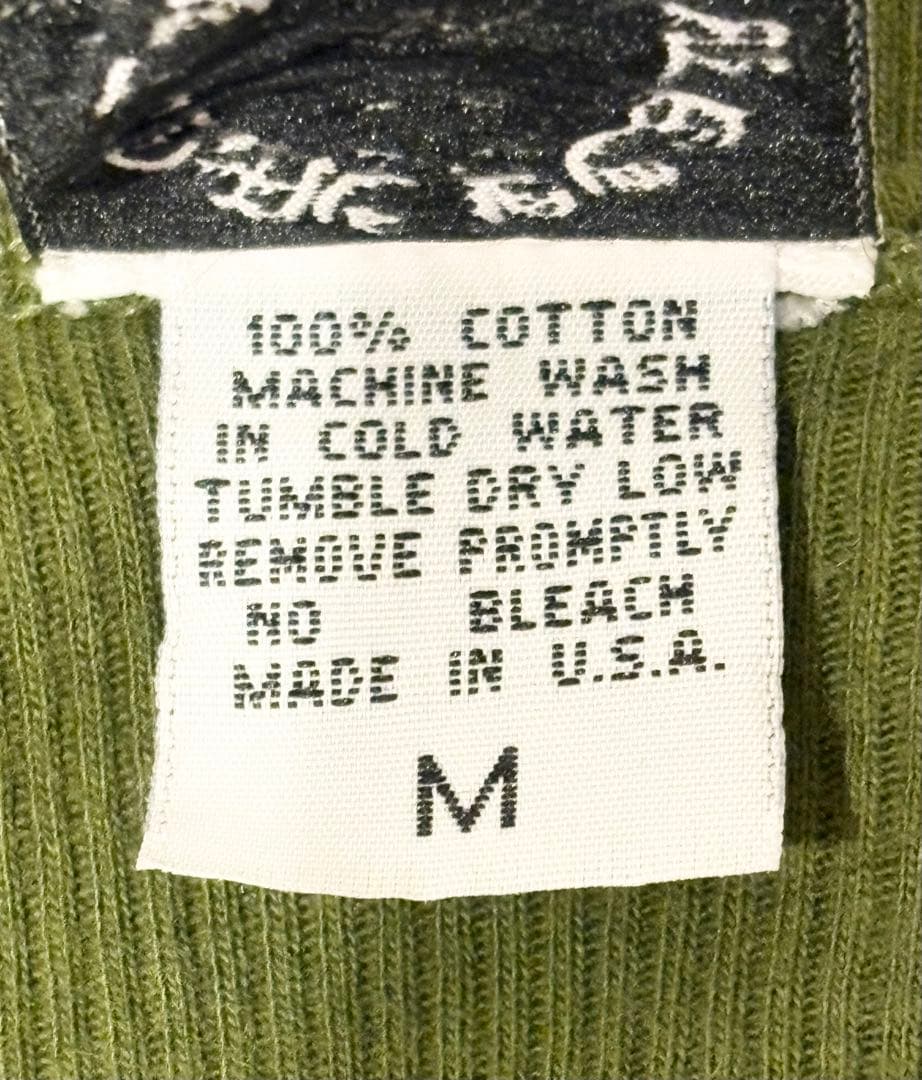 100% COTTON
MACHINE WASH
IN COLD WATER
TUMBLE DRY LOW
REMOVE PROMPTLY
NO BLEACH
MADE IN U.S.A.
M